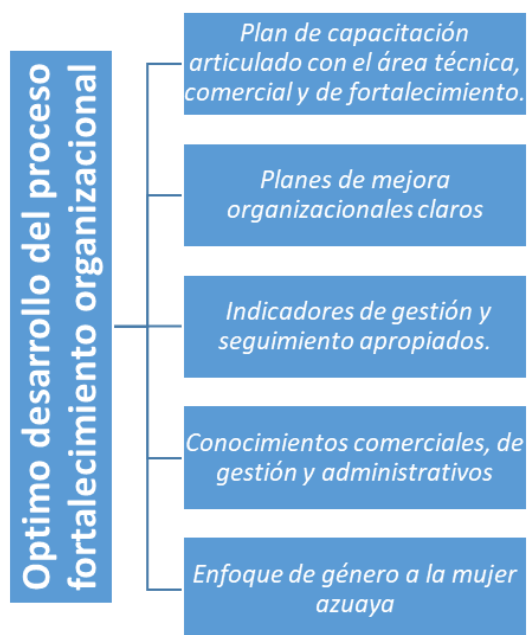 Optimo desarrollo del proceso
fortalecimiento organizacional
Plan de capacitación
articulado con el área técnica,
comercial y de fortalecimiento.
Planes de mejora
organizacionales claros
Indicadores de gestión y
seguimiento apropiados.
Conocimientos comerciales, de
gestión y administrativos
Enfoque de género a la mujer
azuaya